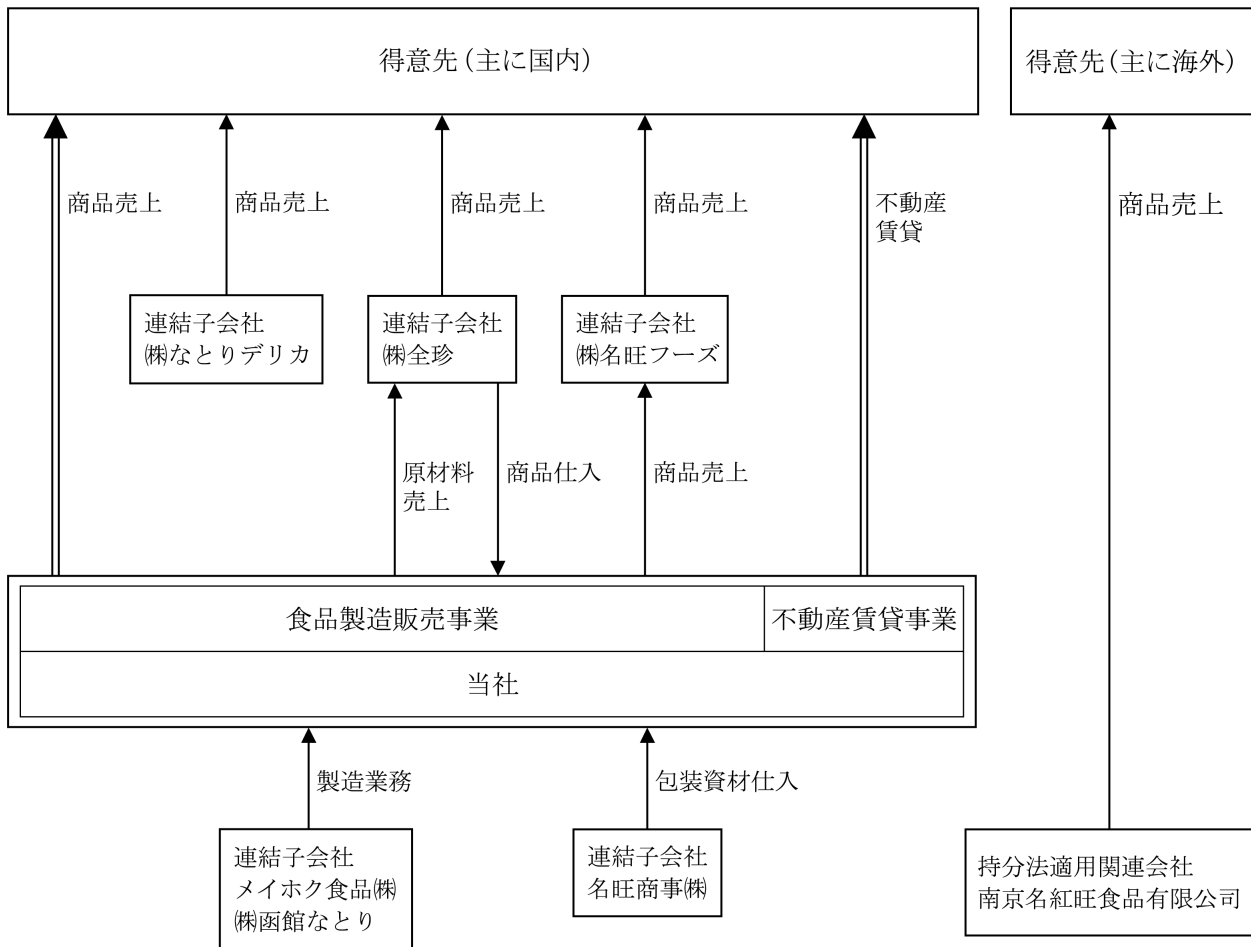 得意先（主に国内）
得意先（主に海外）
商品売上
商品売上
商品売上
商品売上
不動産
賃貸
商品売上
連結子会社
㈱なとりデリカ
連結子会社
㈱全珍
連結子会社
㈱名旺フーズ
原材料
売上
商品仕入
商品売上
食品製造販売事業
不動産賃貸事業
当社
製造業務
包装資材仕入
連結子会社
メイホク食品㈱
㈱函館なとり
連結子会社
名旺商事㈱
持分法適用関連会社
南京名紅旺食品有限公司